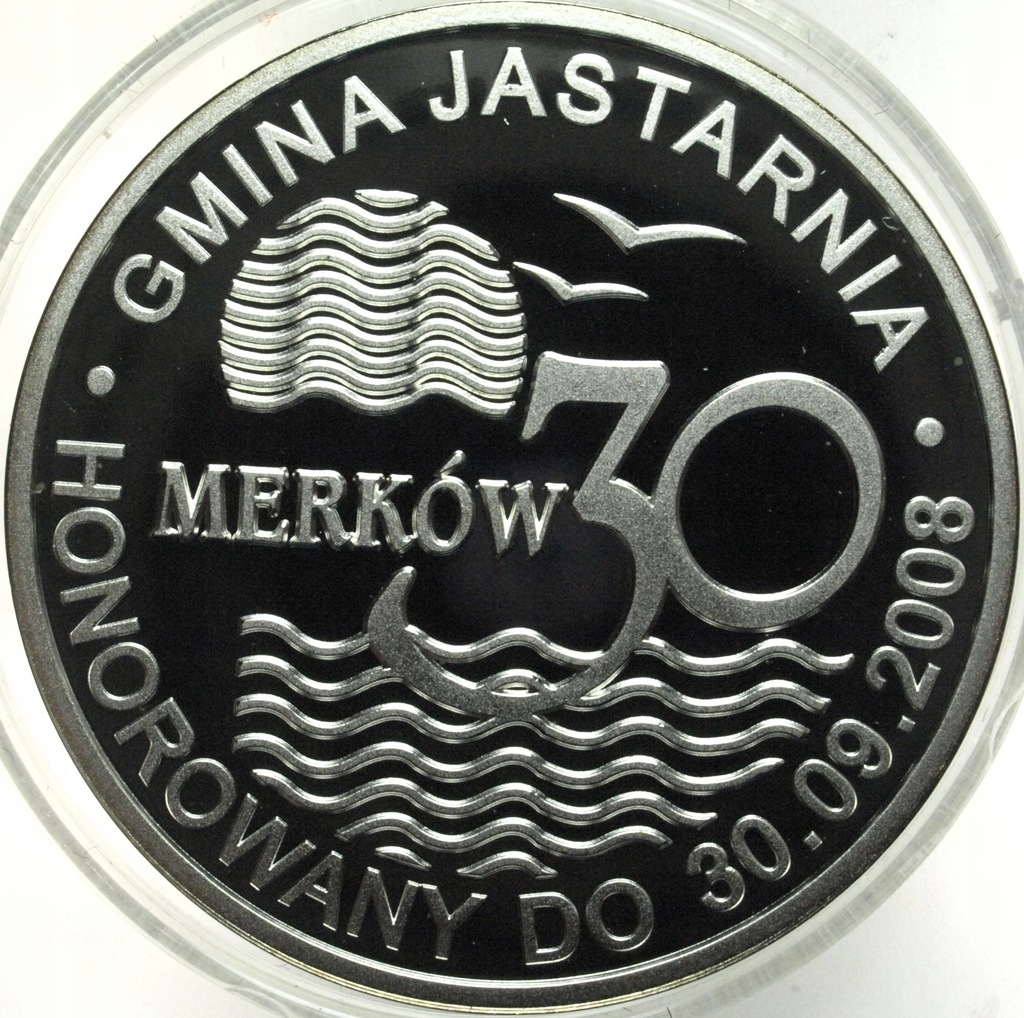 GMINA JASTARNIA
MERKÓW 30
HONOROWANY DO 30.09.2008